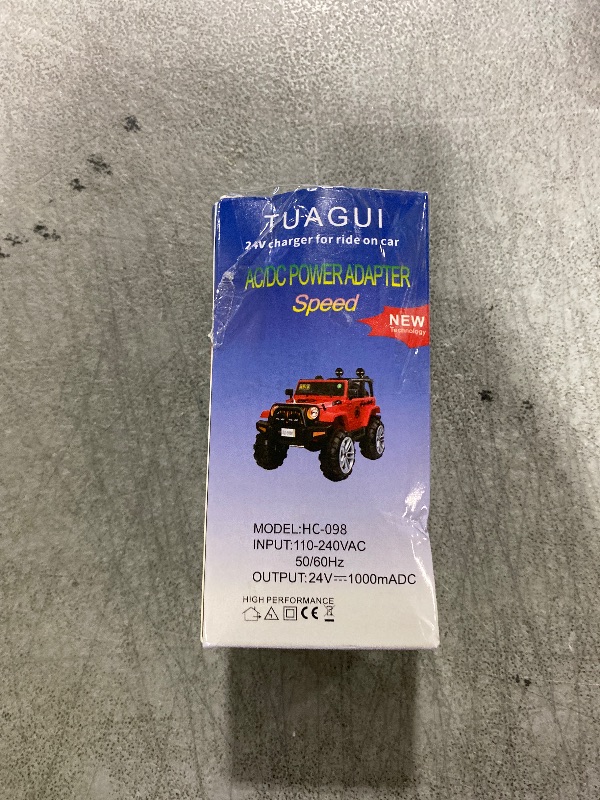 TUAGUI
24V charger for ride on car
AC/DC POWER ADAPTER
Speed
NEW
Technology
MODEL:HC-098
INPUT:110-240VAC
50/60Hz
OUTPUT:24V⎓1000mADC
HIGH PERFORMANCE
CE